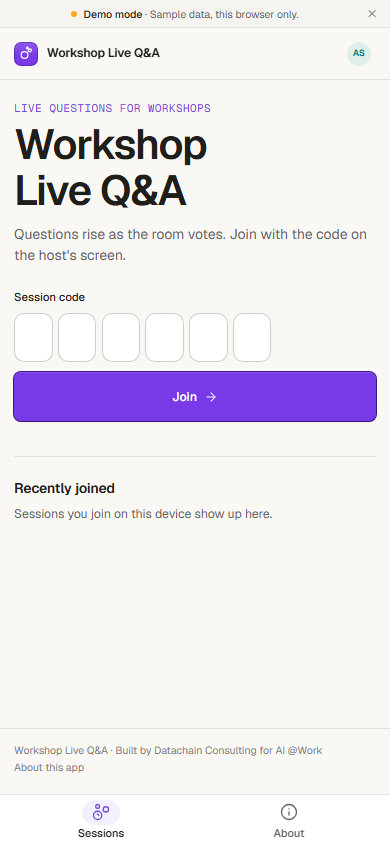 Demo mode · Sample data, this browser only.
Workshop Live Q&A
AS
LIVE QUESTIONS FOR WORKSHOPS
Workshop
Live Q&A
Questions rise as the room votes. Join with the code on
the host's screen.
Session code
Join →
Recently joined
Sessions you join on this device show up here.
Workshop Live Q&A · Built by Datachain Consulting for AI @Work
About this app
Sessions
About